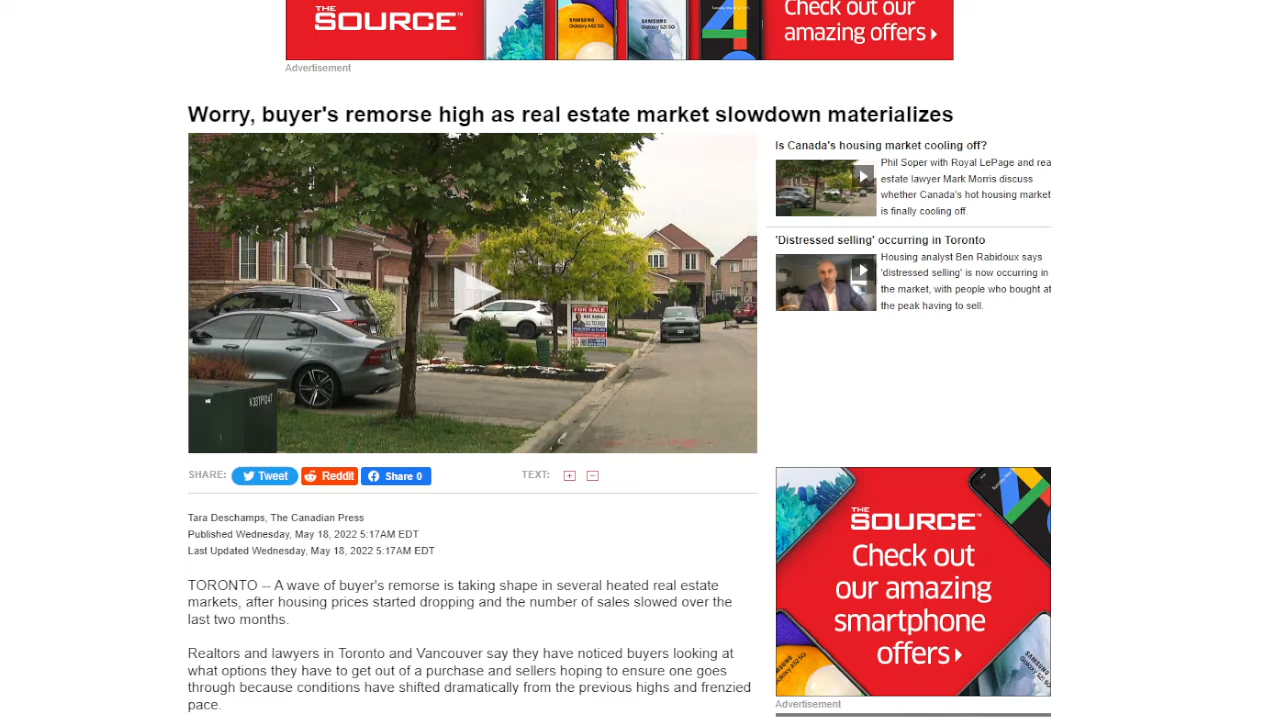 THE
SOURCE™
Check out our
amazing offers
Advertisement
Worry, buyer's remorse high as real estate market slowdown materializes
FOR SALE
Is Canada's housing market cooling off?
Phil Soper with Royal LePage and rea
estate lawyer Mark Morris discuss
whether Canada's hot housing market
is finally cooling off.
'Distressed selling' occurring in Toronto
Housing analyst Ben Rabidoux says
'distressed selling' is now occurring in
the market, with people who bought at
the peak having to sell.
SHARE: Tweet Reddit Share 0 TEXT:
Tara Deschamps, The Canadian Press
Published Wednesday, May 18, 2022 5:17AM EDT
Last Updated Wednesday, May 18, 2022 5:17AM EDT
TORONTO -- A wave of buyer's remorse is taking shape in several heated real estate
markets, after housing prices started dropping and the number of sales slowed over the
last two months.
Realtors and lawyers in Toronto and Vancouver say they have noticed buyers looking at
what options they have to get out of a purchase and sellers hoping to ensure one goes
through because conditions have shifted dramatically from the previous highs and frenzied
pace.
THE
SOURCE™
Check out
our amazing
smartphone
offers
Advertisement